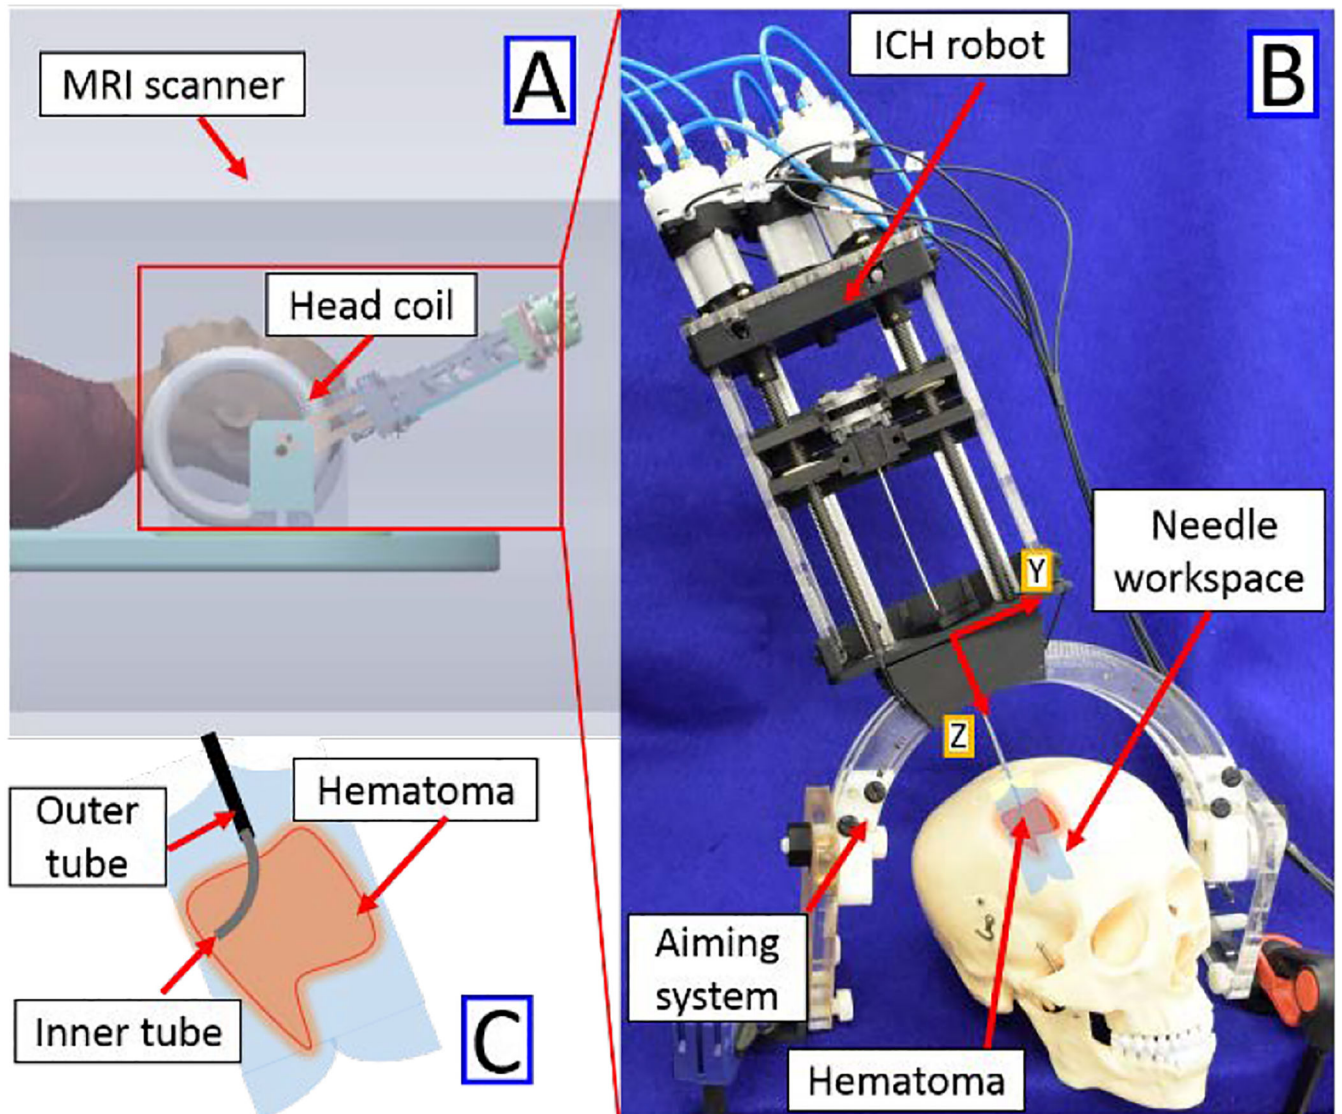 MRI scanner
A
Head coil
ICH robot
B
Needle
workspace
Y
Z
Aiming
system
Hematoma
Outer
tube
Hematoma
Inner tube
C